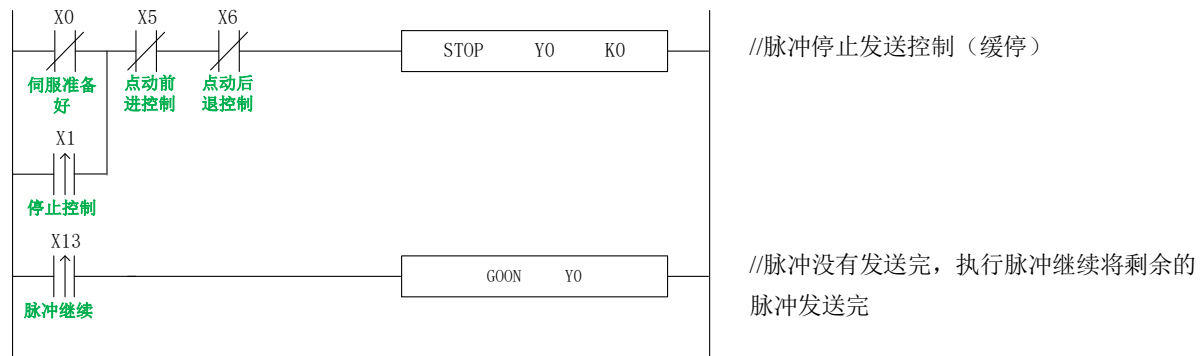 X0 X5 X6
STOP Y0 K0 //脉冲停止发送控制（缓停）
伺服准备好 点动前进控制 点动后退控制
X1
停止控制
X13
GOON Y0 //脉冲没有发送完，执行脉冲继续将剩余的
脉冲发送完
脉冲继续